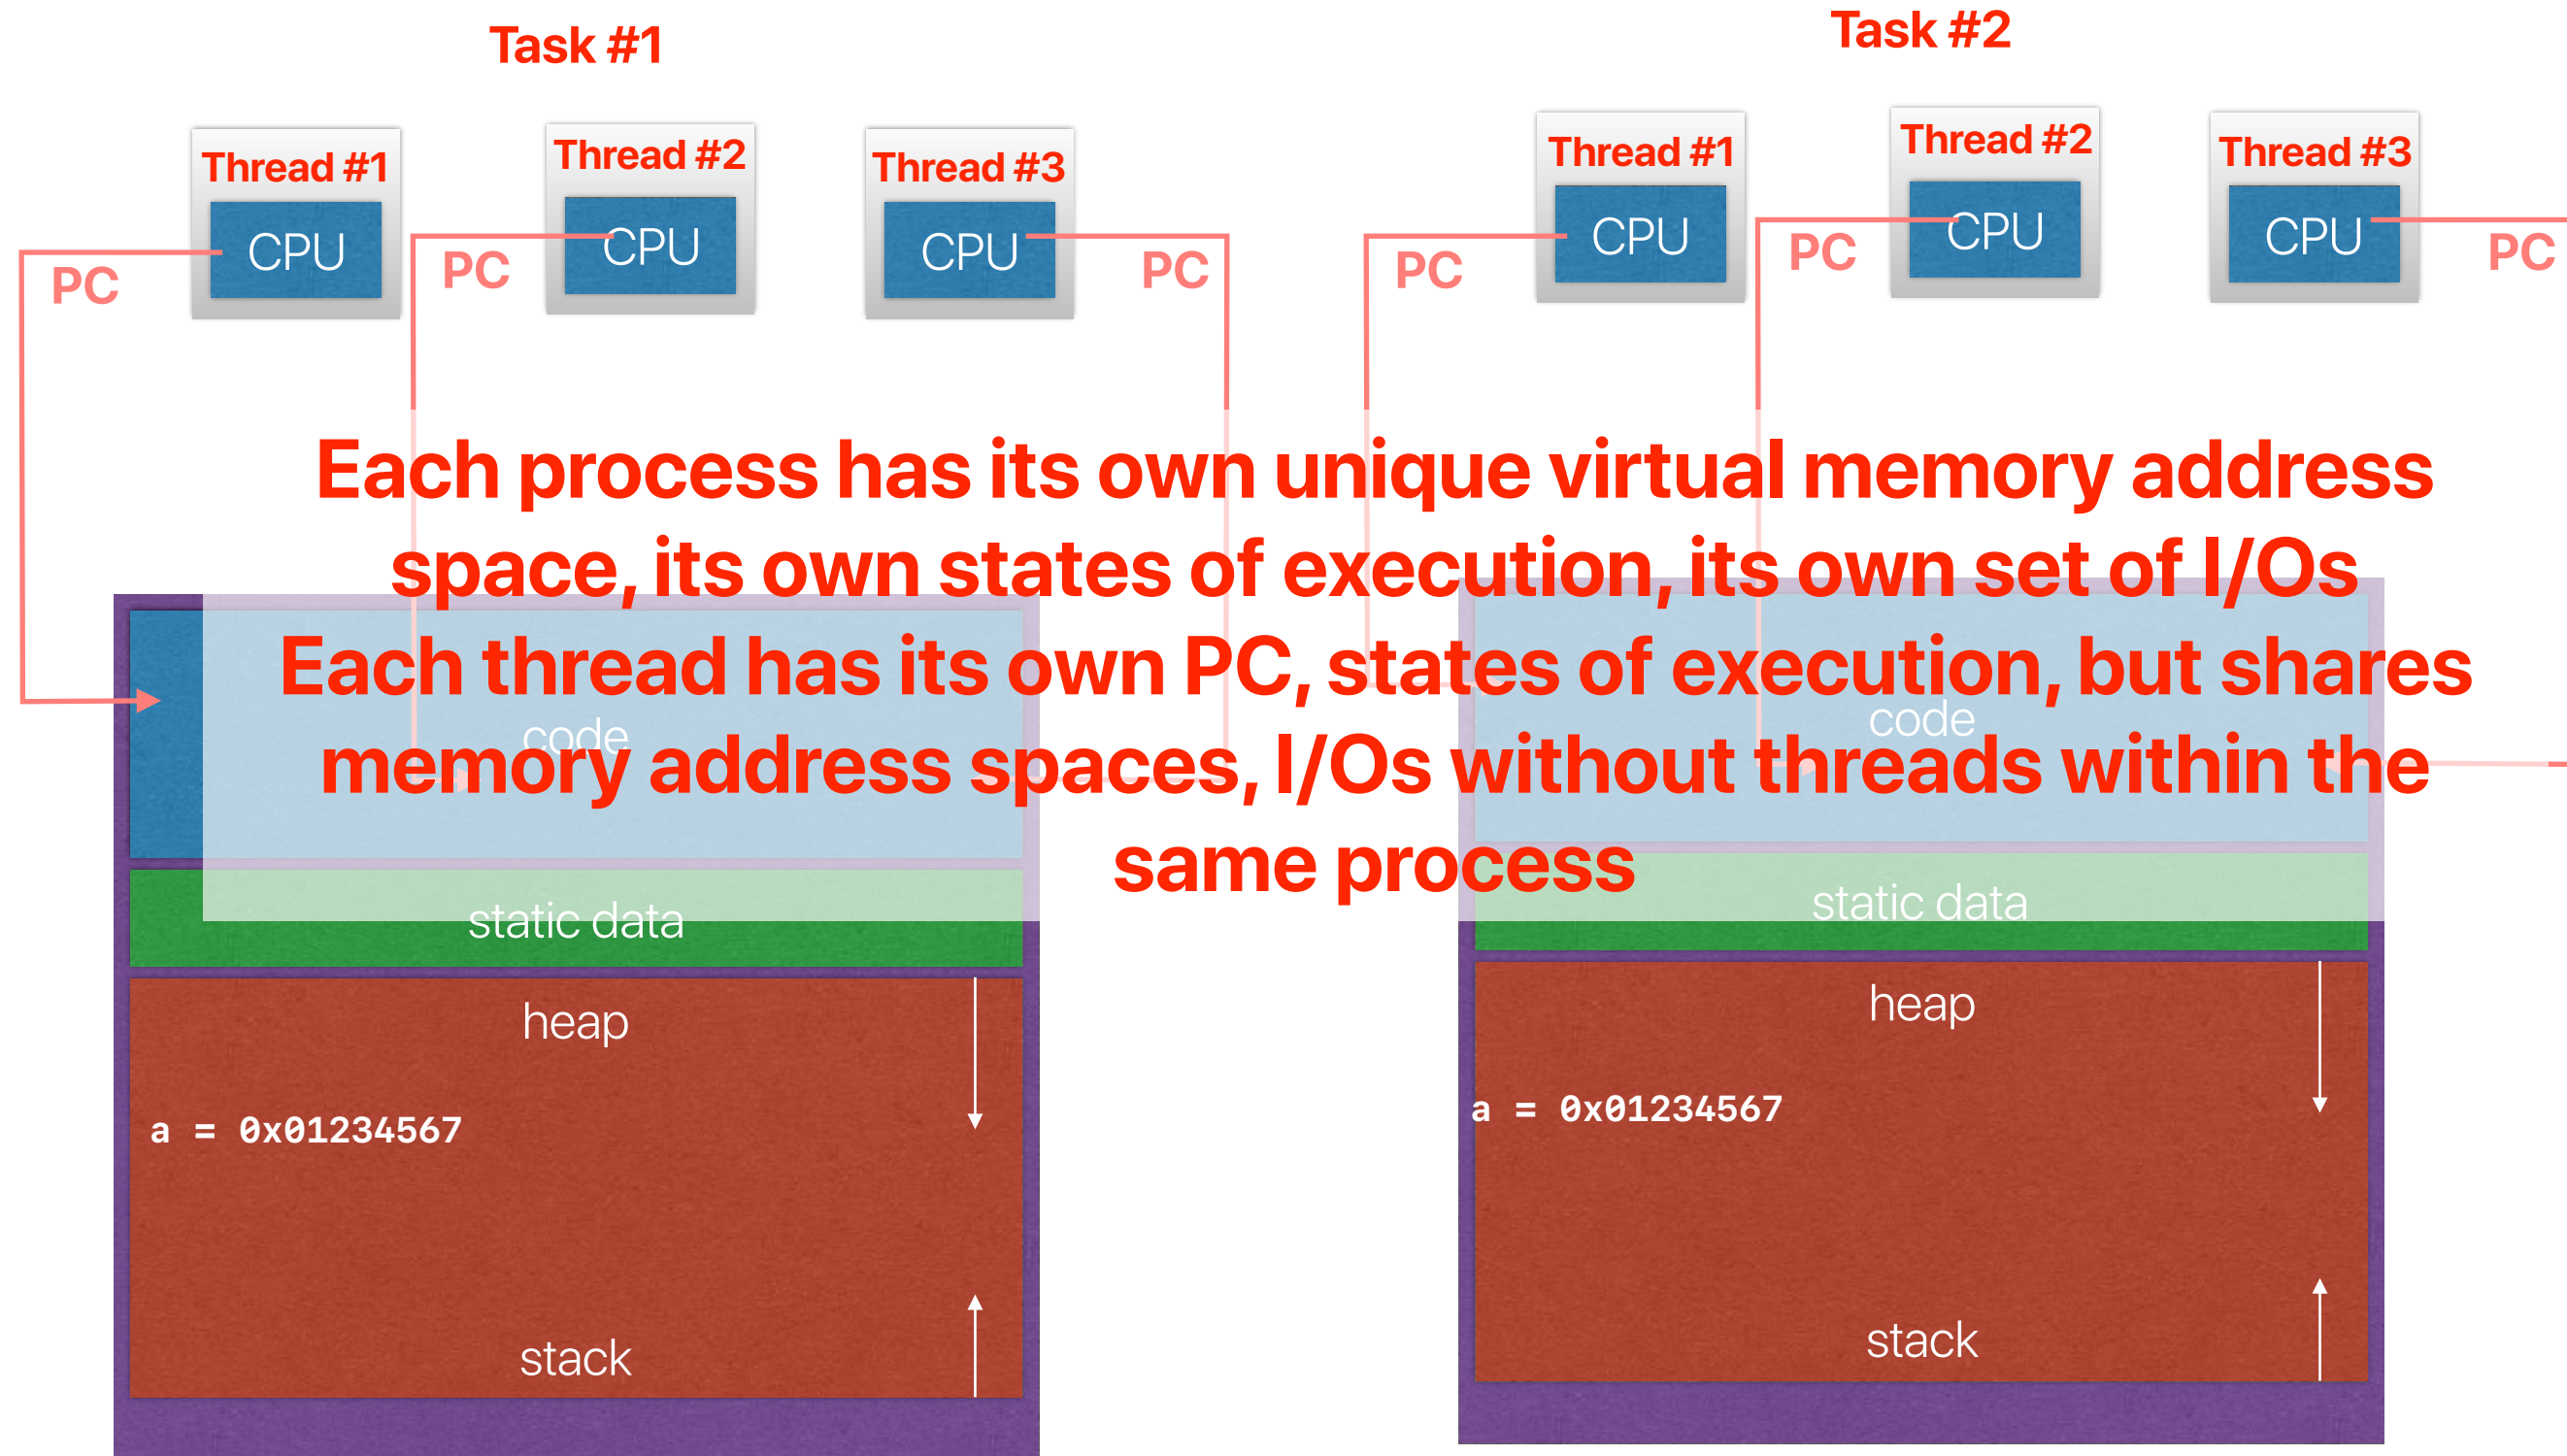 Task #1
Task #2
Thread #1
Thread #2
Thread #3
Thread #1
Thread #2
Thread #3
CPU
CPU
CPU
CPU
CPU
CPU
PC
PC
PC
PC
PC
PC
Each process has its own unique virtual memory address
space, its own states of execution, its own set of I/Os
Each thread has its own PC, states of execution, but shares
memory address spaces, I/Os without threads within the
same process
code
code
static data
static data
heap
heap
a = 0x01234567
a = 0x01234567
stack
stack